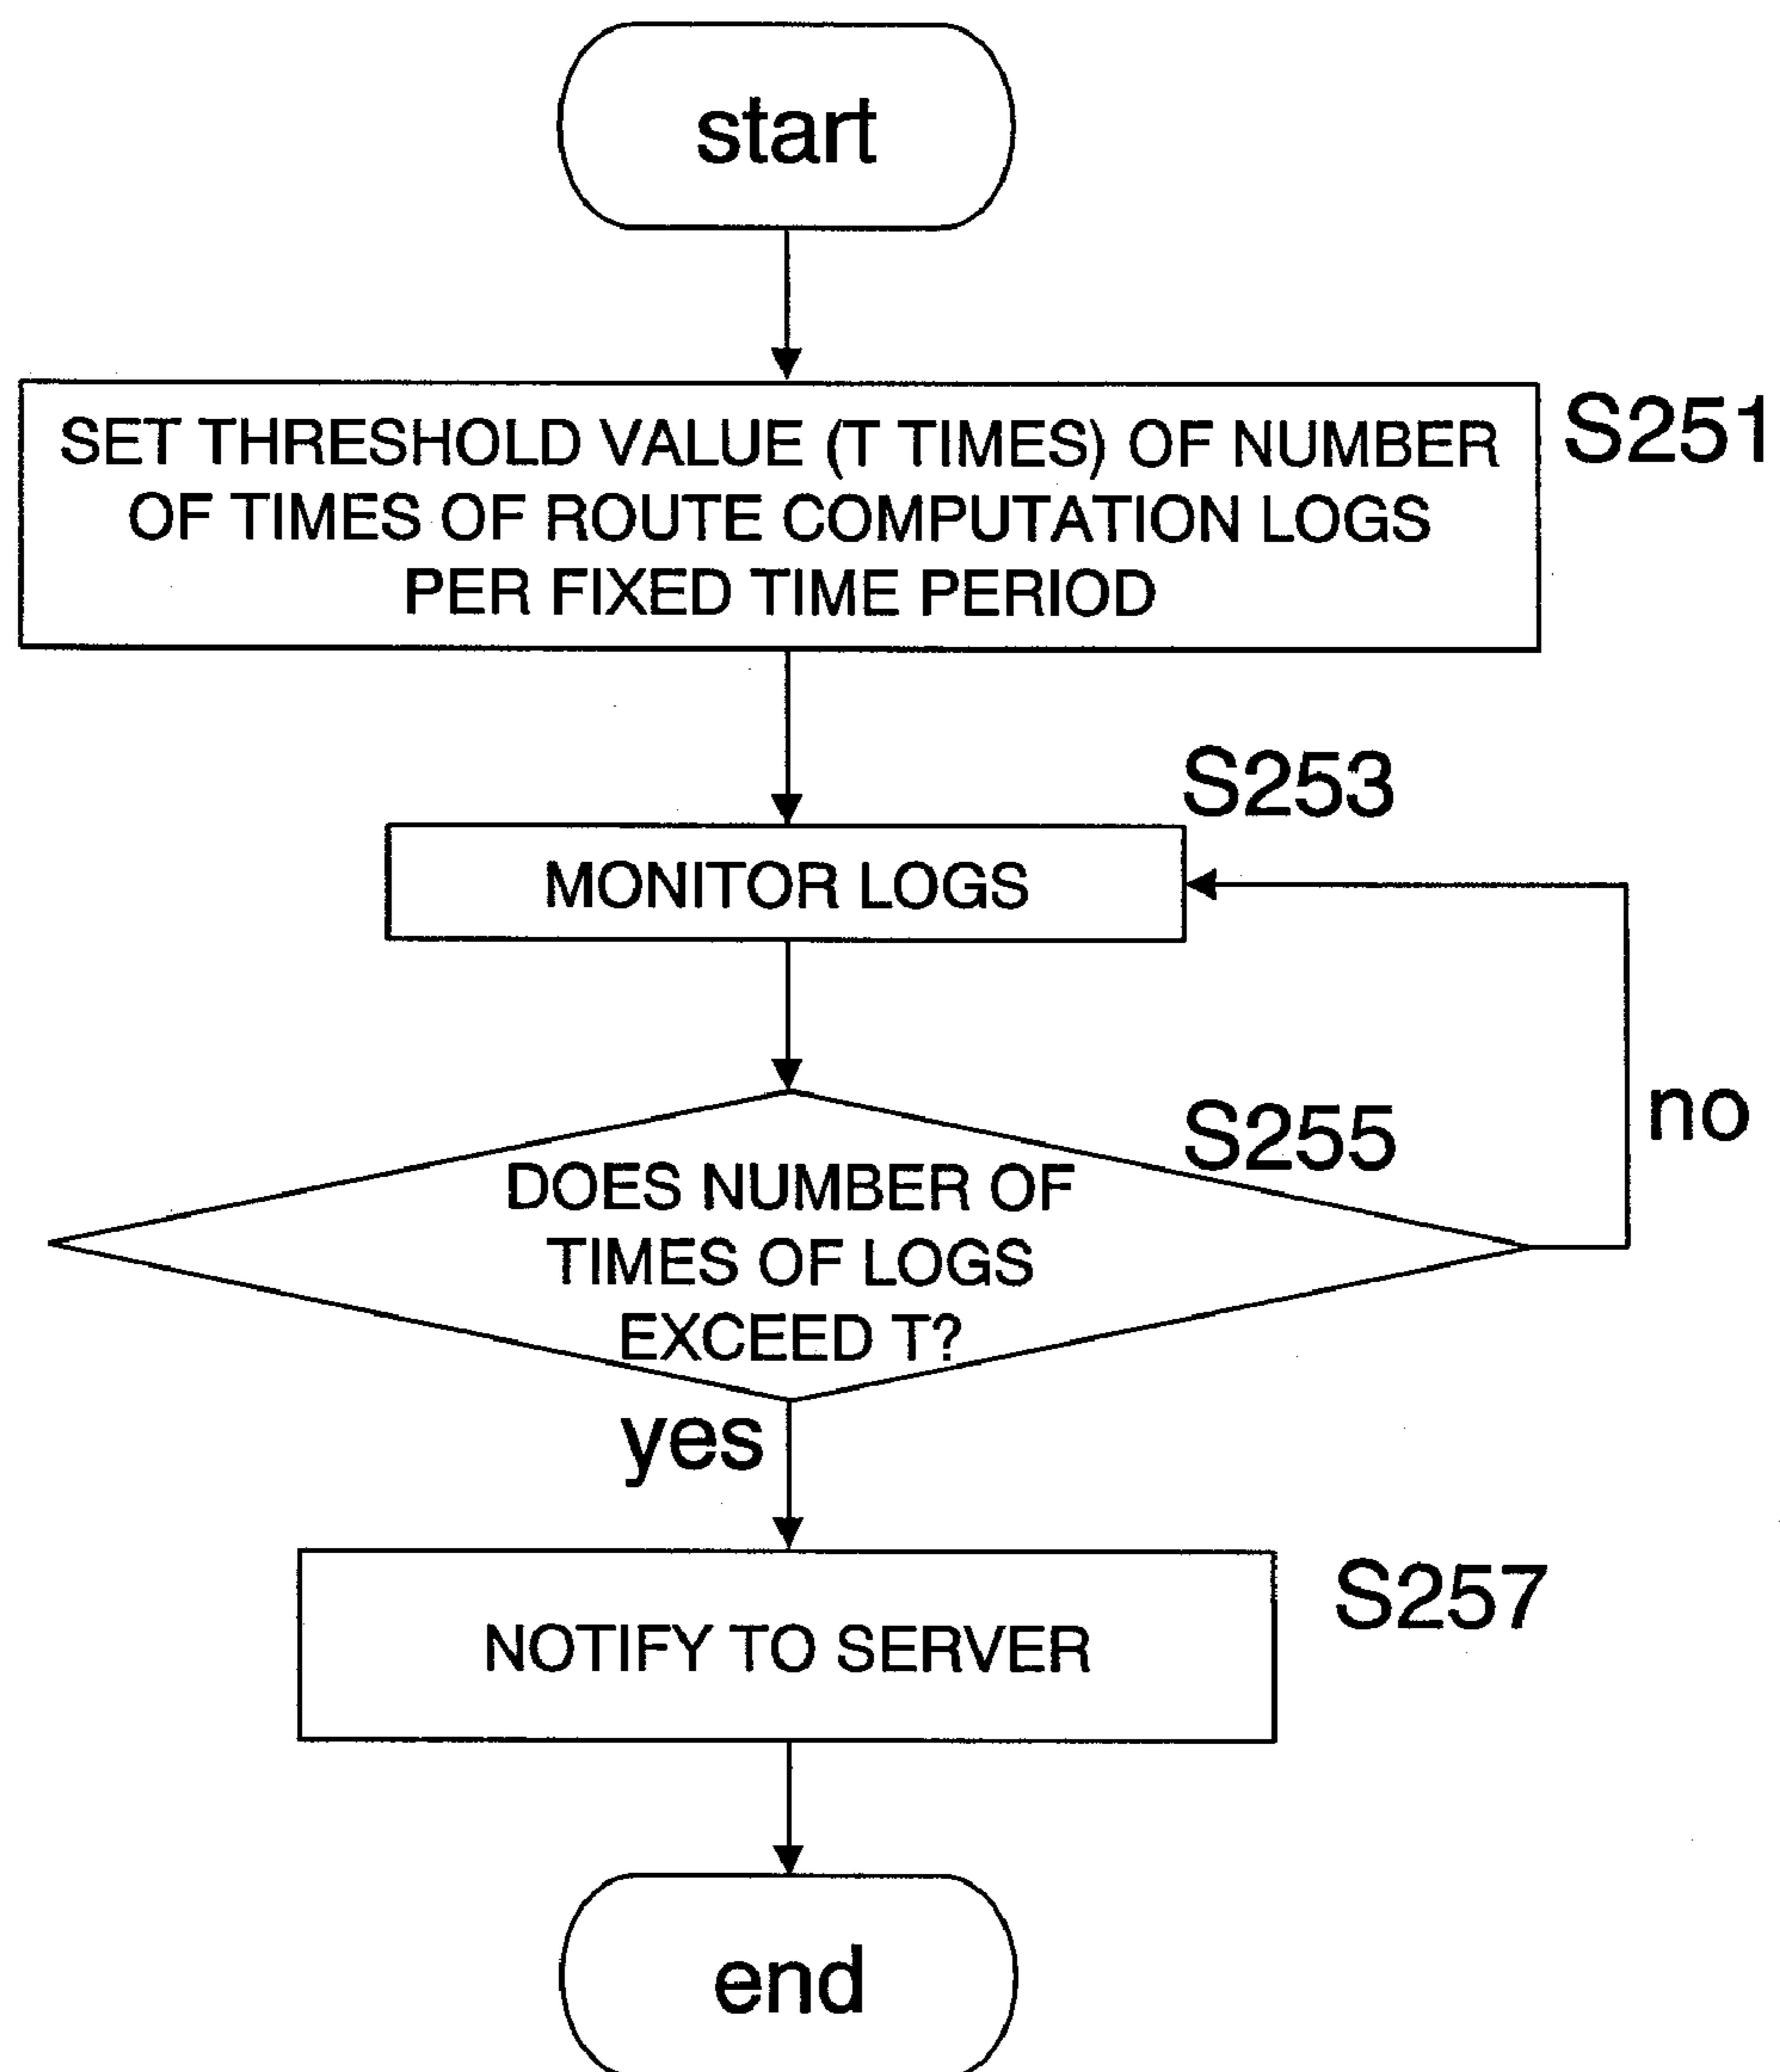 start
SET THRESHOLD VALUE (T TIMES) OF NUMBER
OF TIMES OF ROUTE COMPUTATION LOGS
PER FIXED TIME PERIOD
S251
S253
MONITOR LOGS
S255
no
DOES NUMBER OF
TIMES OF LOGS
EXCEED T?
yes
S257
NOTIFY TO SERVER
end